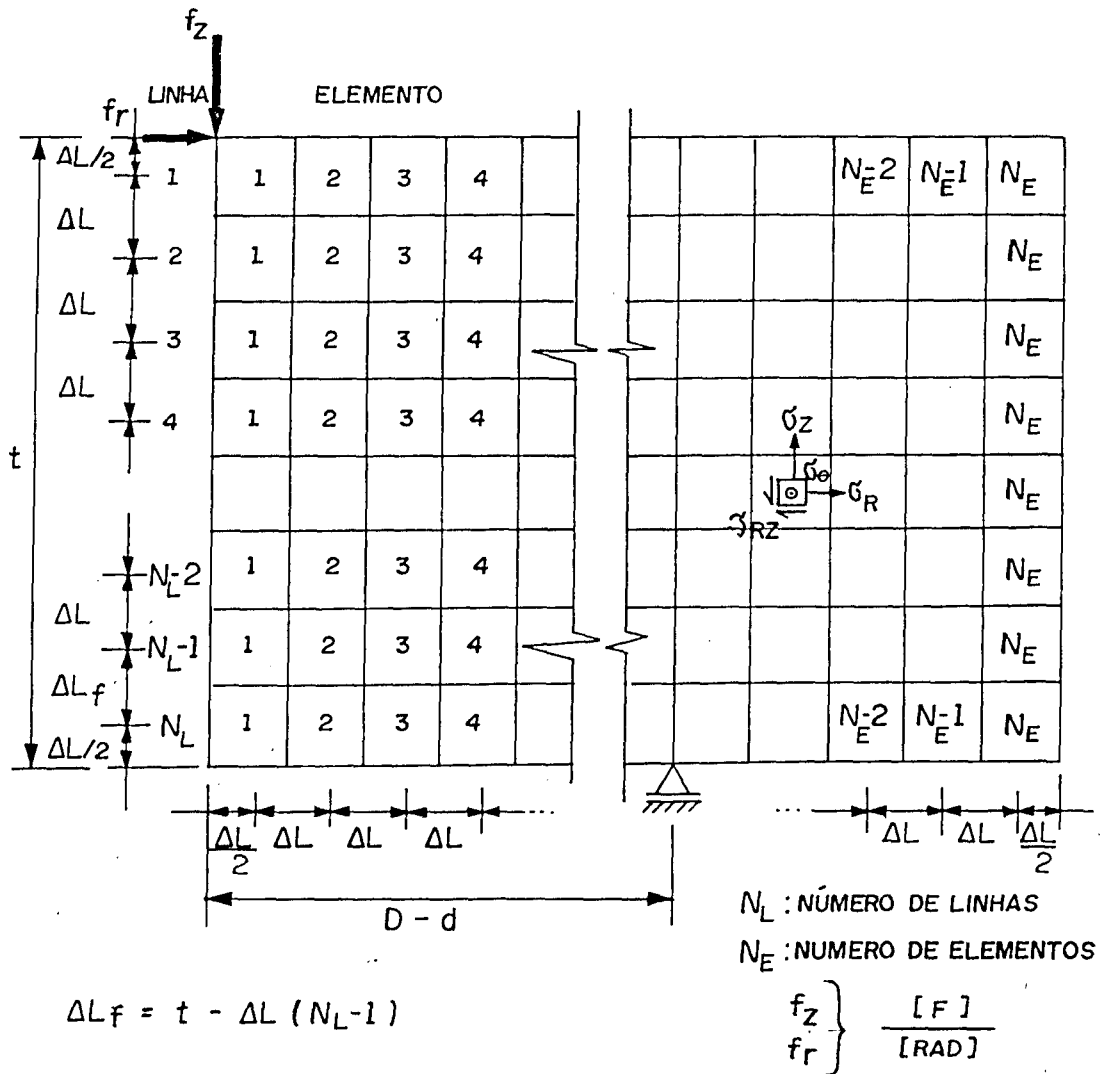 f_z
LINHA ELEMENTO
f_r
ΔL/2 1 1 2 3 4 N_E-2 N_E-1 N_E
ΔL
2 1 2 3 4 N_E
ΔL
3 1 2 3 4 N_E
ΔL
4 1 2 3 4 N_E
t
σ_Z
σ_θ
σ_R
N_E
N_L-2 1 2 3 4 N_E
ΔL
N_L-1 1 2 3 4 N_E
ΔL_f
N_L 1 2 3 4 N_E-2 N_E-1 N_E
ΔL/2
ΔL/2 ΔL ΔL ΔL ... ... ΔL ΔL ΔL/2
D - d
N_L : NÚMERO DE LINHAS
N_E : NUMERO DE ELEMENTOS
ΔL_f = t - ΔL (N_L-1)
f_z
f_r } [F]/[RAD]